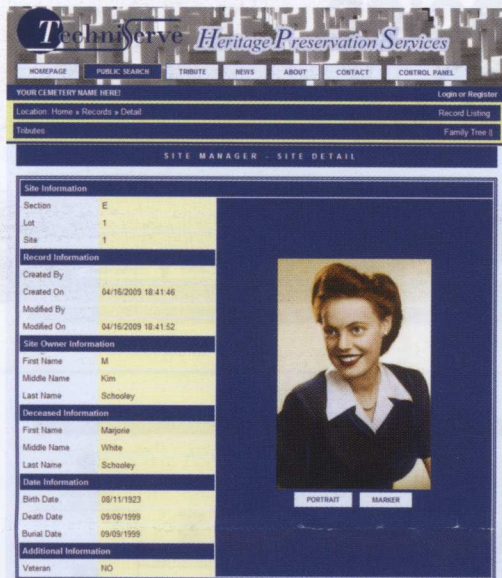 TechniServe Heritage Preservation Services
HOMEPAGE PUBLIC SEARCH TRIBUTE NEWS ABOUT CONTACT CONTROL PANEL
YOUR CEMETERY NAME HERE! Login or Register
Location: Home » Records » Detail Record Listing
Tributes Family Tree ||
SITE MANAGER - SITE DETAIL
Site Information
Section E
Lot 1
Site 1
Record Information
Created By
Created On 04/16/2009 18:41:46
Modified By
Modified On 04/16/2009 18:41:52
Site Owner Information
First Name M
Middle Name Kim
Last Name Schooley
Deceased Information
First Name Marjorie
Middle Name White
Last Name Schooley
Date Information
Birth Date 08/11/1923
Death Date 09/06/1999
Burial Date 09/09/1999
PORTRAIT MARKER
Additional Information
Veteran NO